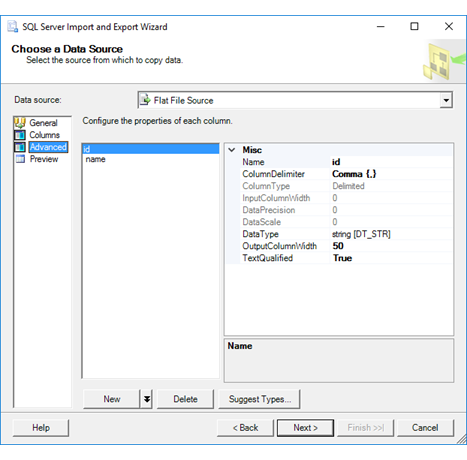 SQL Server Import and Export Wizard
Choose a Data Source
Select the source from which to copy data.
Data source: Flat File Source
General
Columns
Advanced
Preview
Configure the properties of each column.
id
name
Misc
Name id
ColumnDelimiter Comma {,}
ColumnType Delimited
InputColumnWidth 0
DataPrecision 0
DataScale 0
DataType string [DT_STR]
OutputColumnWidth 50
TextQualified True
Name
New Delete Suggest Types...
Help < Back Next > Finish >>| Cancel